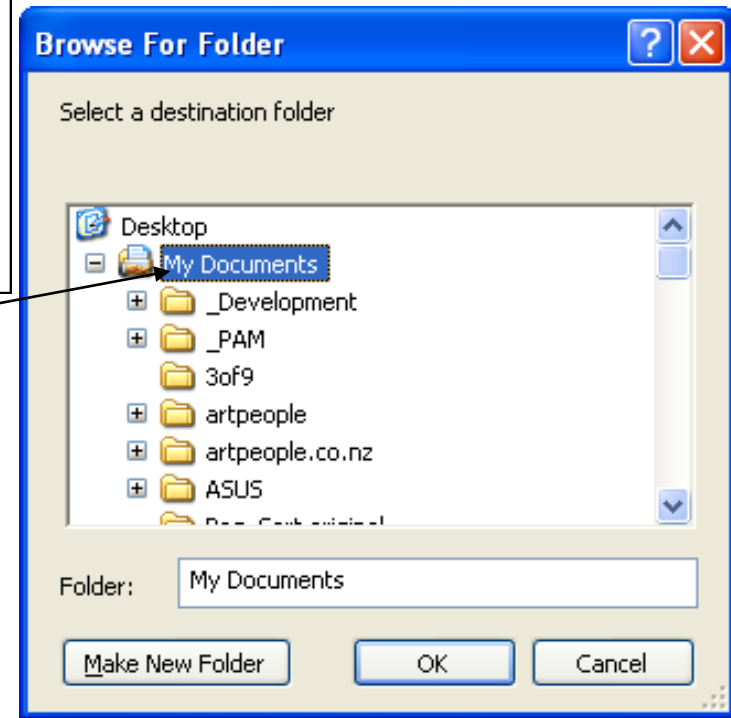 Browse For Folder
Select a destination folder
Desktop
My Documents
_Development
_PAM
3of9
artpeople
artpeople.co.nz
ASUS
Folder: My Documents
Make New Folder OK Cancel